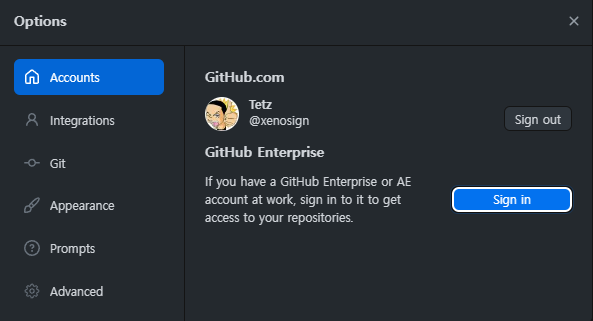 Options
Accounts
Integrations
Git
Appearance
Prompts
Advanced
GitHub.com
Tetz
@xenosign
Sign out
GitHub Enterprise
If you have a GitHub Enterprise or AE
account at work, sign in to it to get
access to your repositories.
Sign in